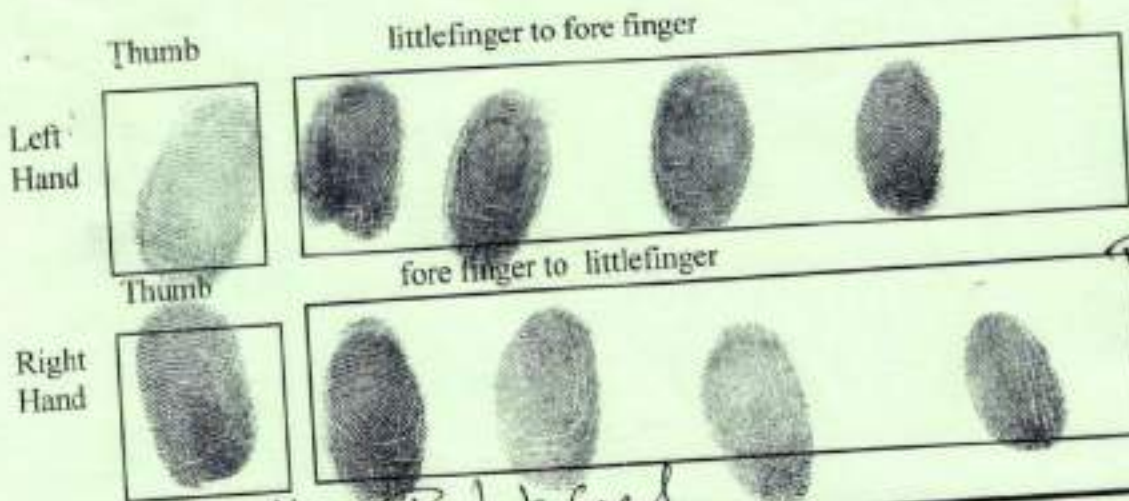 Thumb
littlefinger to fore finger
Left
Hand
Thumb
fore finger to littlefinger
Right
Hand